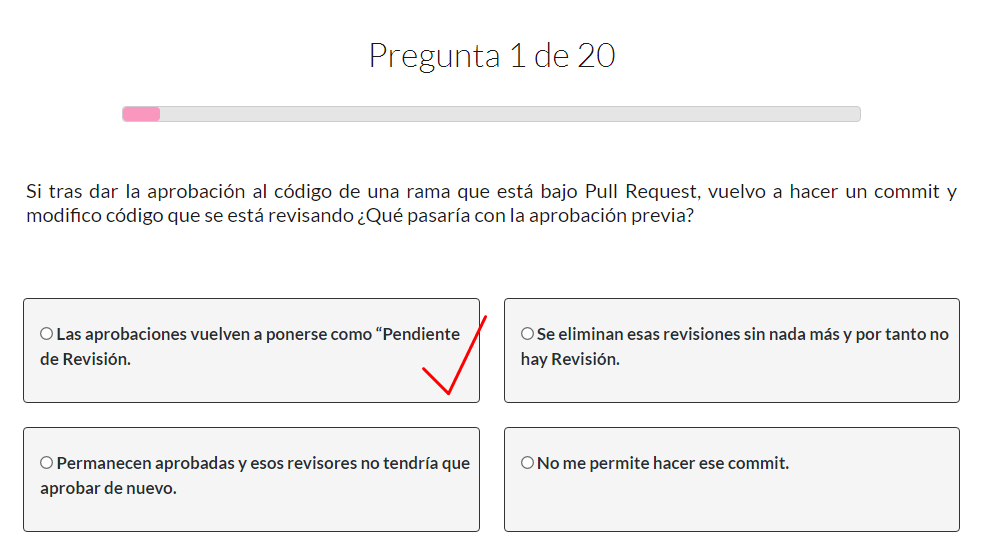 Pregunta 1 de 20
Si tras dar la aprobación al código de una rama que está bajo Pull Request, vuelvo a hacer un commit y
modifico código que se está revisando ¿Qué pasaría con la aprobación previa?
Las aprobaciones vuelven a ponerse como “Pendiente
de Revisión.
Se eliminan esas revisiones sin nada más y por tanto no
hay Revisión.
Permanecen aprobadas y esos revisores no tendría que
aprobar de nuevo.
No me permite hacer ese commit.